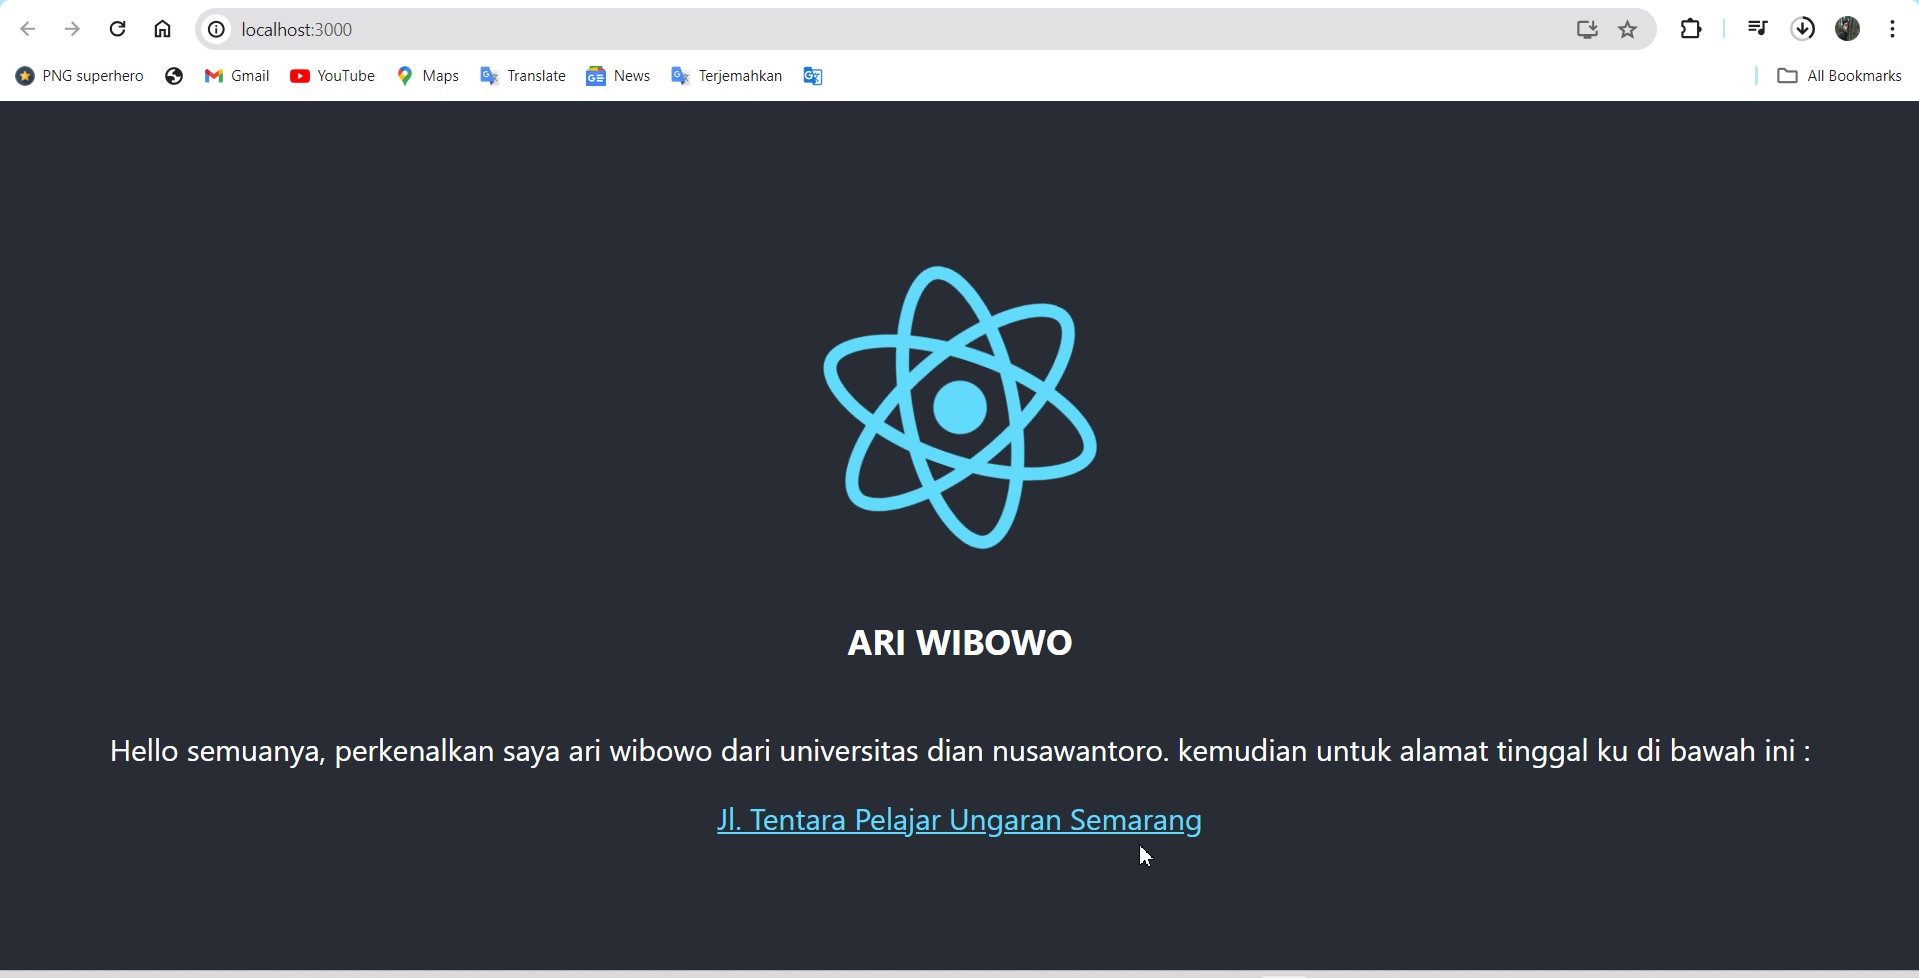 localhost:3000
PNG superhero Gmail YouTube Maps Translate News Terjemahkan All Bookmarks
ARI WIBOWO
Hello semuanya, perkenalkan saya ari wibowo dari universitas dian nusawantoro. kemudian untuk alamat tinggal ku di bawah ini :
Jl. Tentara Pelajar Ungaran Semarang